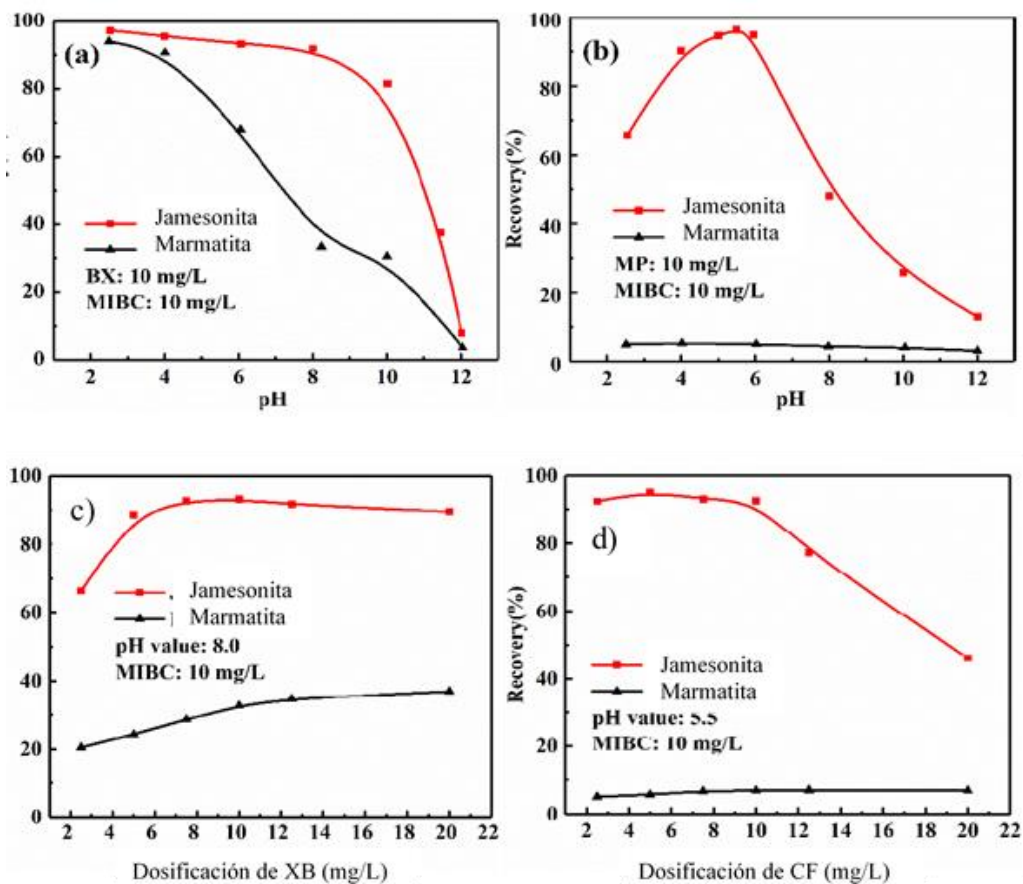 100
80
60
40
20
0
(a)
Jamesonita
Marmatita
BX: 10 mg/L
MIBC: 10 mg/L
2 4 6 8 10 12
pH
Recovery(%)
100
80
60
40
20
0
(b)
Jamesonita
Marmatita
MP: 10 mg/L
MIBC: 10 mg/L
2 4 6 8 10 12
pH
100
80
60
40
20
0
c)
Jamesonita
Marmatita
pH value: 8.0
MIBC: 10 mg/L
2 4 6 8 10 12 14 16 18 20 22
Dosificación de XB (mg/L)
Recovery(%)
100
80
60
40
20
0
d)
Jamesonita
Marmatita
pH value: 5.5
MIBC: 10 mg/L
2 4 6 8 10 12 14 16 18 20 22
Dosificación de CF (mg/L)